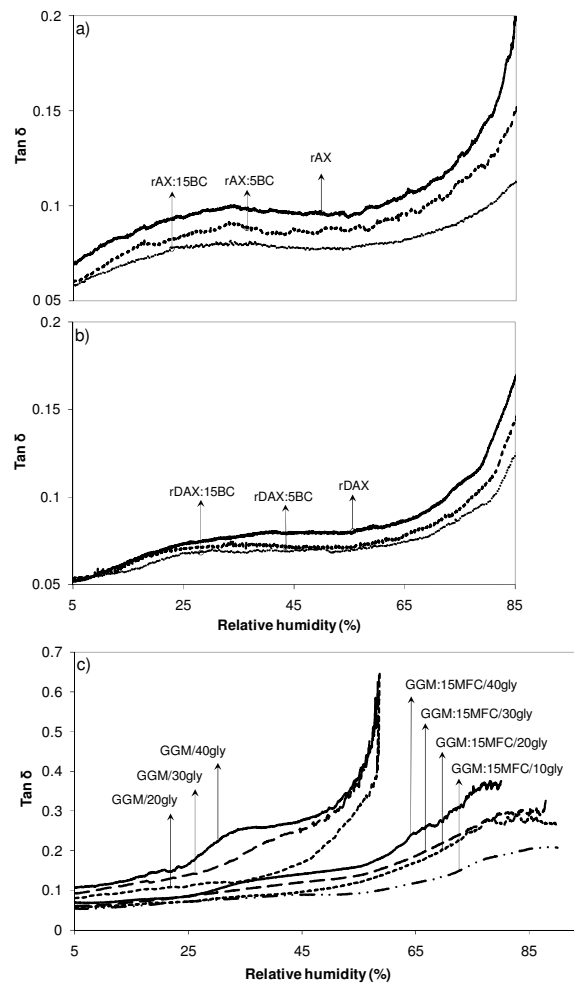 a)
0.2
0.15
0.1
0 05
Tan δ
rAX:15BC
rAX:5BC
rAX
b)
0.2
0.15
0.1
0.05
Tan δ
rDAX:15BC
rDAX:5BC
rDAX
5 25 45 65 85
Relative humidity (%)
c)
0.7
0.6
0.5
0.4
0.3
0.2
0.1
0
Tan δ
GGM/40gly
GGM/30gly
GGM/20gly
GGM:15MFC/40gly
GGM:15MFC/30gly
GGM:15MFC/20gly
GGM:15MFC/10gly
5 25 45 65 85
Relative humidity (%)